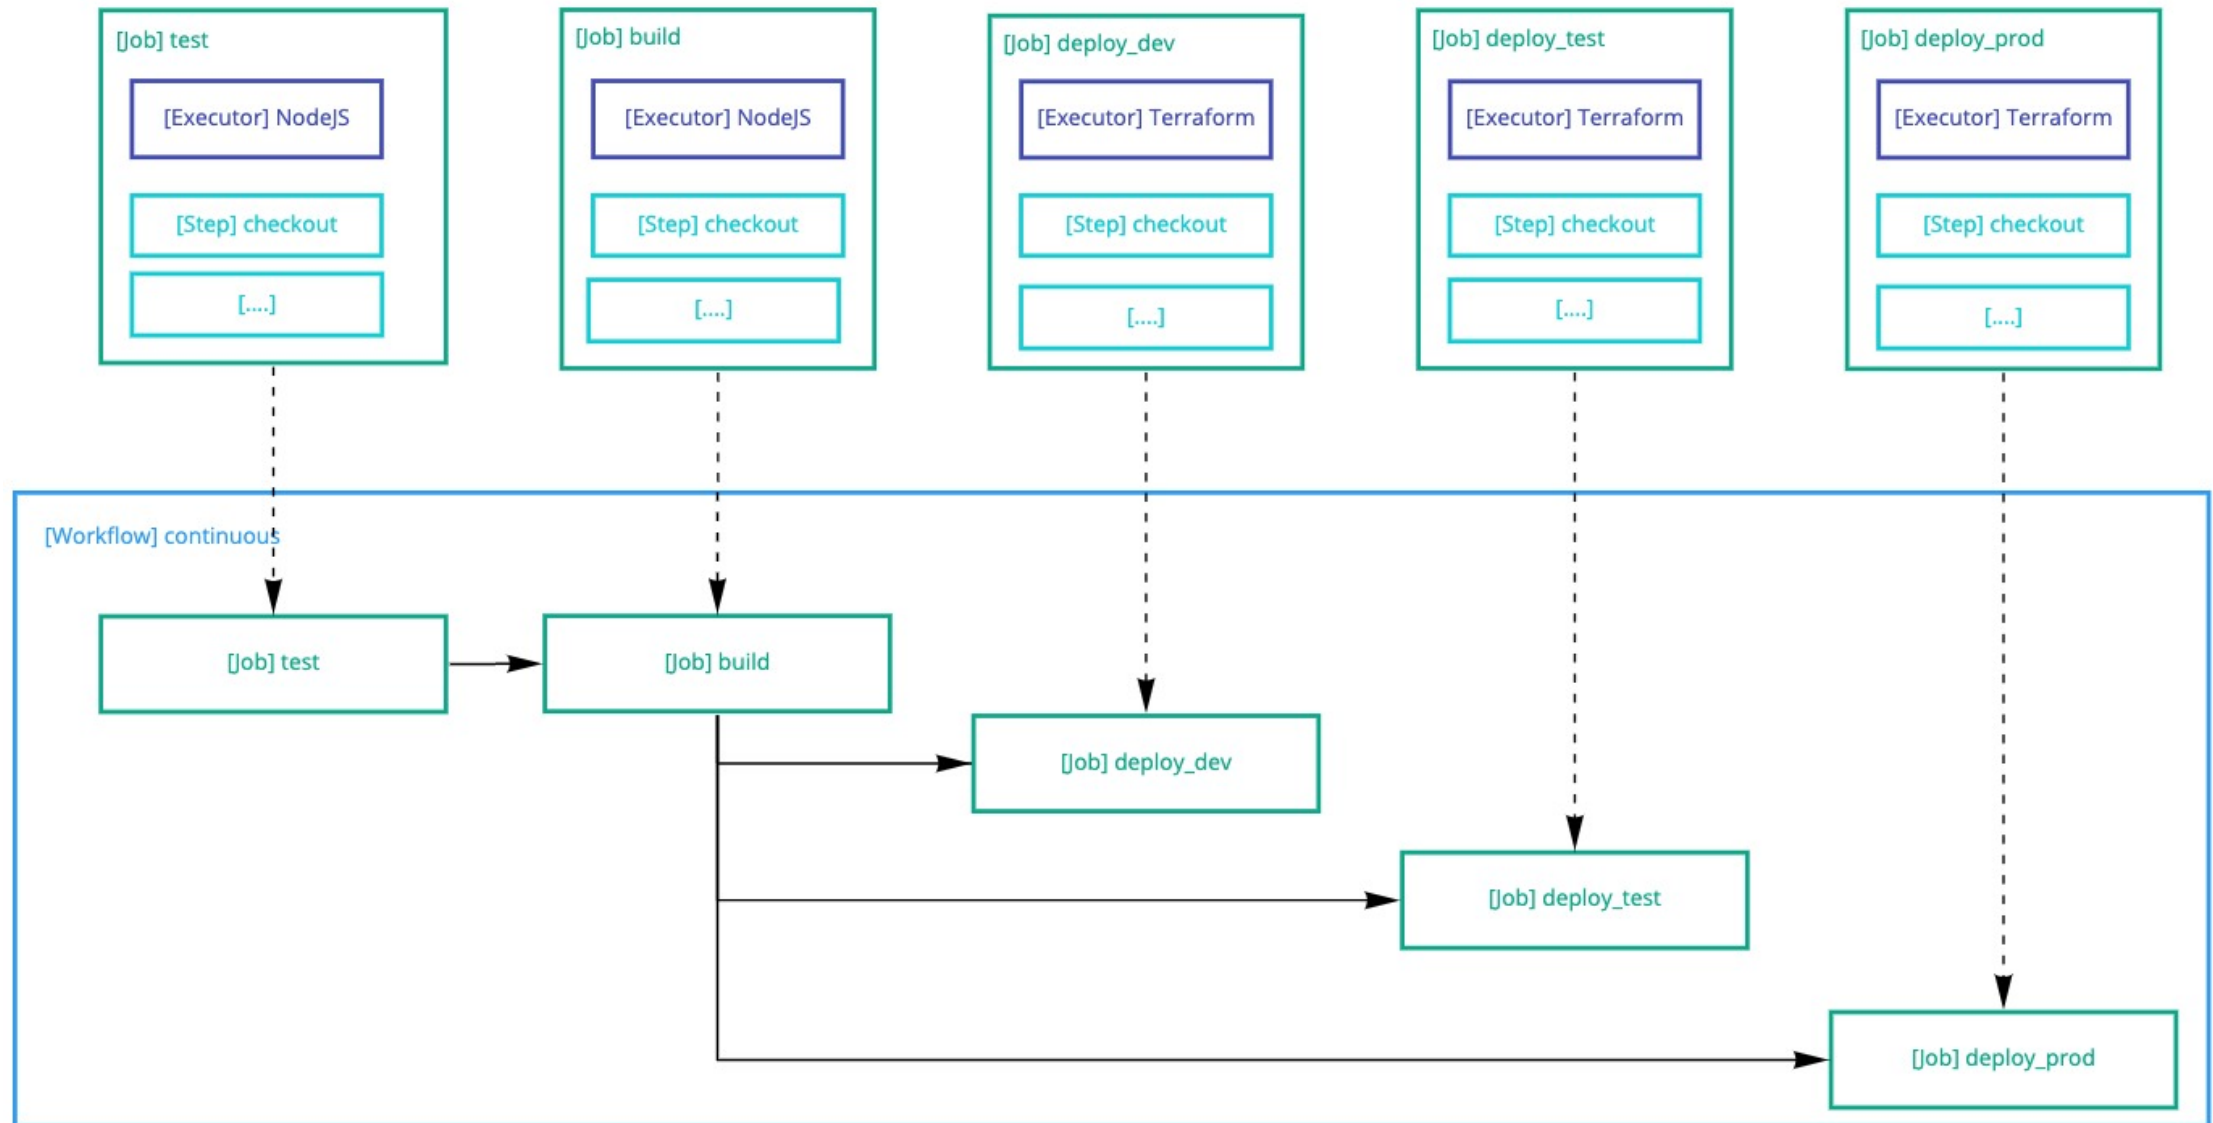 [Job] test
[Executor] NodeJS
[Step] checkout
[....]
[Job] build
[Executor] NodeJS
[Step] checkout
[....]
[Job] deploy_dev
[Executor] Terraform
[Step] checkout
[....]
[Job] deploy_test
[Executor] Terraform
[Step] checkout
[....]
[Job] deploy_prod
[Executor] Terraform
[Step] checkout
[....]
[Workflow] continuous
[Job] test
[Job] build
[Job] deploy_dev
[Job] deploy_test
[Job] deploy_prod